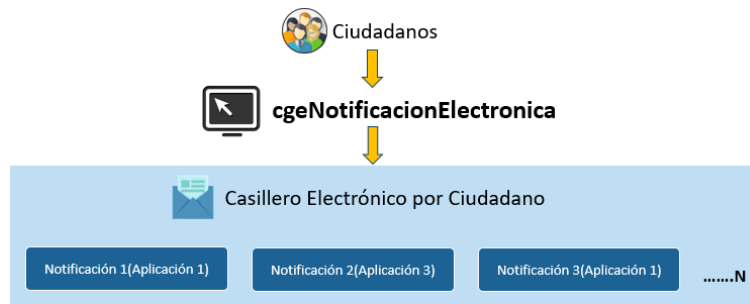 Ciudadanos
cgeNotificacionElectronica
Casillero Electrónico por Ciudadano
Notificación 1(Aplicación 1)
Notificación 2(Aplicación 3)
Notificación 3(Aplicación 1)
.......N